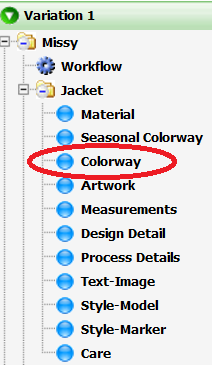 Variation 1
Missy
Workflow
Jacket
Material
Seasonal Colorway
Colorway
Artwork
Measurements
Design Detail
Process Details
Text-Image
Style-Model
Style-Marker
Care